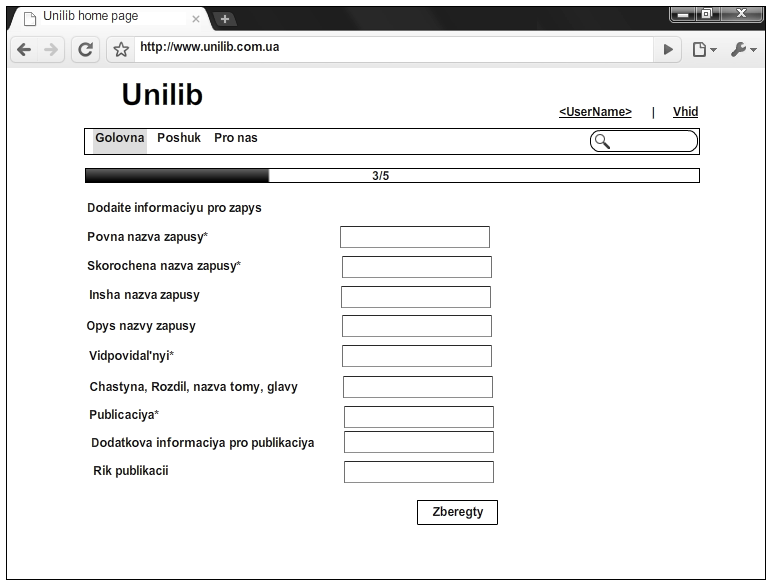 Unilib home page
http://www.unilib.com.ua
Unilib
<UserName> | Vhid
Golovna Poshuk Pro nas
3/5
Dodaite informaciyu pro zapys
Povna nazva zapusy*
Skorochena nazva zapusy*
Insha nazva zapusy
Opys nazvy zapusy
Vidpovidal'nyi*
Chastyna, Rozdil, nazva tomy, glavy
Publicaciya*
Dodatkova informaciya pro publikaciya
Rik publikacii
Zberegty